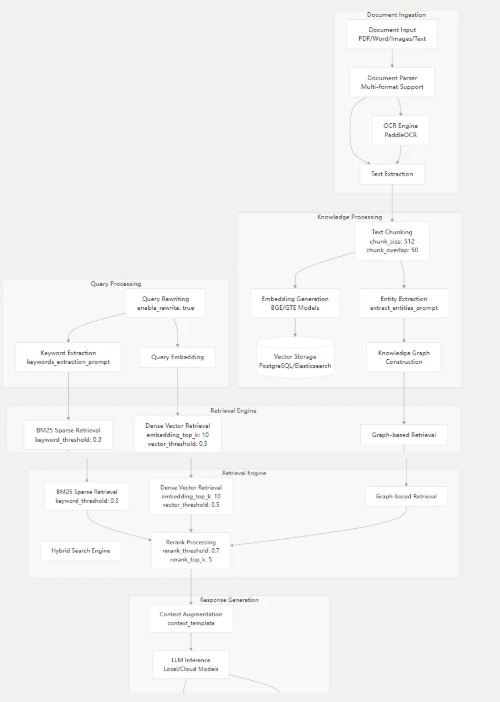 Document Ingestion
Document Input
PDF/Word/Images/Text
Document Parser
Multi-format Support
OCR Engine
PaddleOCR
Text Extraction
Knowledge Processing
Text Chunking
chunk_size: 512
chunk_overlap: 50
Embedding Generation
BGE/GTE Models
Entity Extraction
extract_entities_prompt
Vector Storage
PostgreSQL/Elasticsearch
Knowledge Graph
Construction
Query Processing
Query Rewriting
enable_rewrite: true
Keyword Extraction
keywords_extraction_prompt
Query Embedding
Retrieval Engine
BM25 Sparse Retrieval
keyword_threshold: 0.3
Dense Vector Retrieval
embedding_top_k: 10
vector_threshold: 0.5
Graph-based Retrieval
Retrieval Engine
BM25 Sparse Retrieval
keyword_threshold: 0.3
Dense Vector Retrieval
embedding_top_k: 10
vector_threshold: 0.5
Graph-based Retrieval
Hybrid Search Engine
Rerank Processing
rerank_threshold: 0.7
rerank_top_k: 5
Response Generation
Context Augmentation
context_template
LLM Inference
Local/Cloud Models